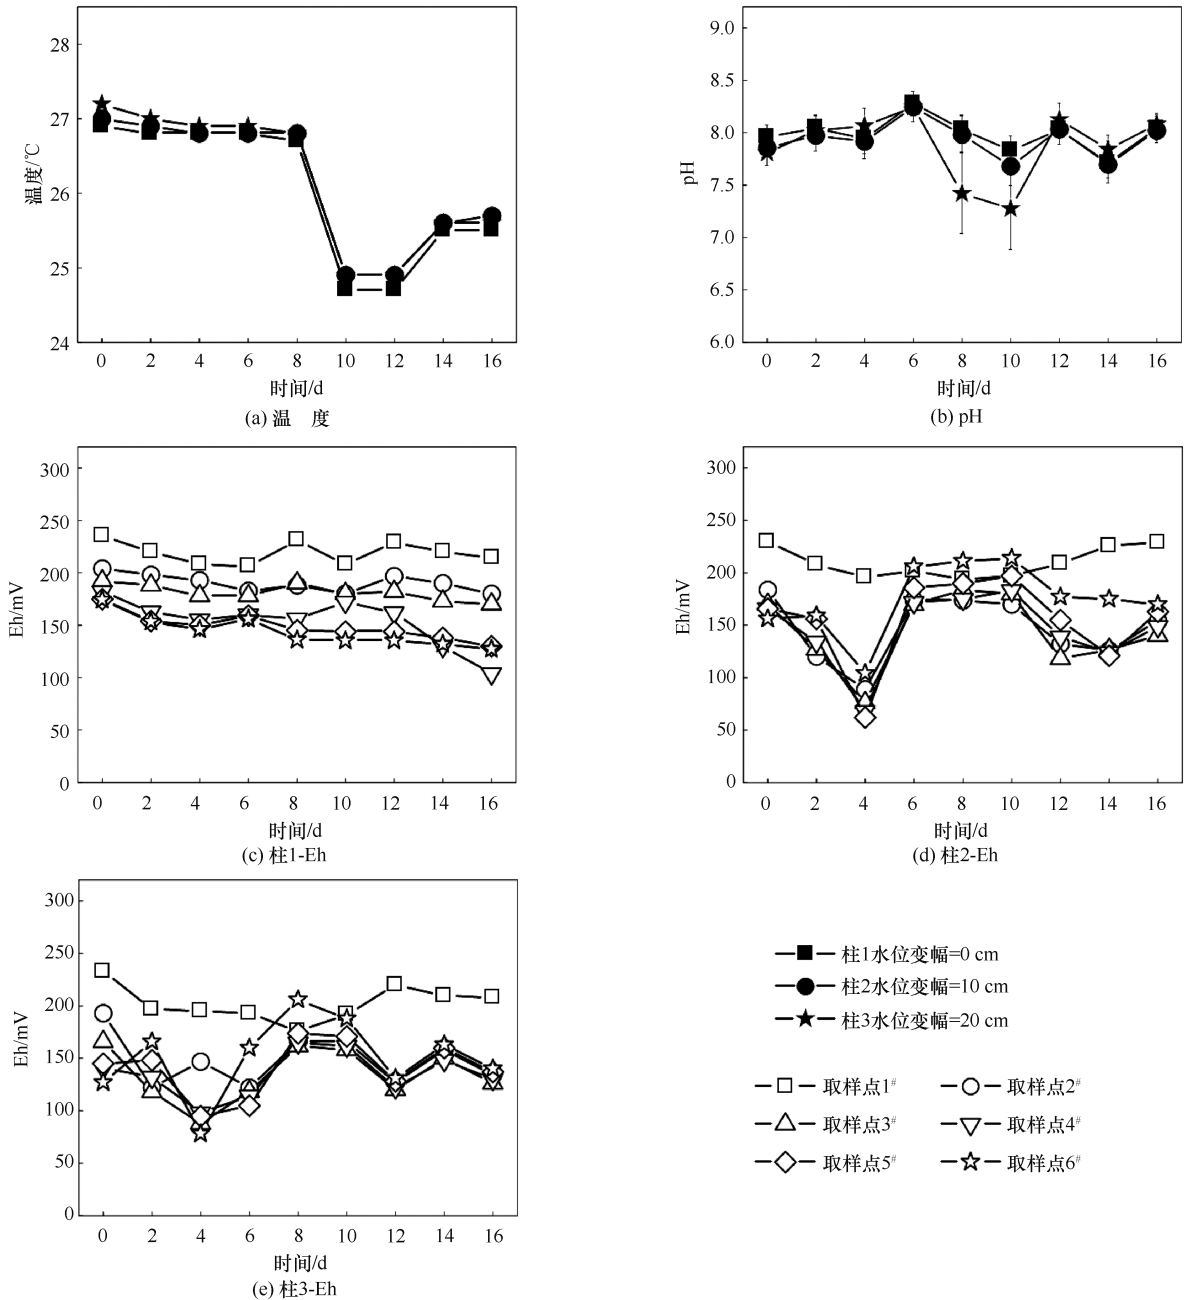 28
27
26
25
24
温度/℃
0 2 4 6 8 10 12 14 16
时间/d
(a) 温 度
9.0
8.5
8.0
7.5
7.0
6.5
6.0
pH
0 2 4 6 8 10 12 14 16
时间/d
(b) pH
300
250
200
150
100
50
0
Eh/mV
0 2 4 6 8 10 12 14 16
时间/d
(c) 柱1-Eh
300
250
200
150
100
50
0
Eh/mV
0 2 4 6 8 10 12 14 16
时间/d
(d) 柱2-Eh
300
250
200
150
100
50
0
Eh/mV
0 2 4 6 8 10 12 14 16
时间/d
(e) 柱3-Eh
柱1水位变幅=0 cm
柱2水位变幅=10 cm
柱3水位变幅=20 cm
取样点1# 取样点2#
取样点3# 取样点4#
取样点5# 取样点6#